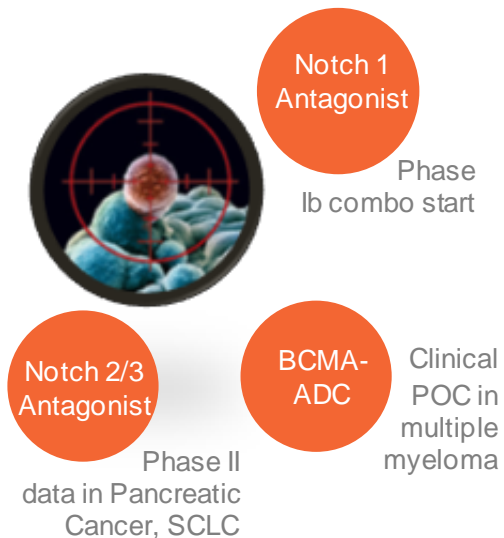 Notch 1
Antagonist
Phase
Ib combo start
Notch 2/3
Antagonist
Phase II
data in Pancreatic
Cancer, SCLC
BCMA-
ADC
Clinical
POC in
multiple
myeloma